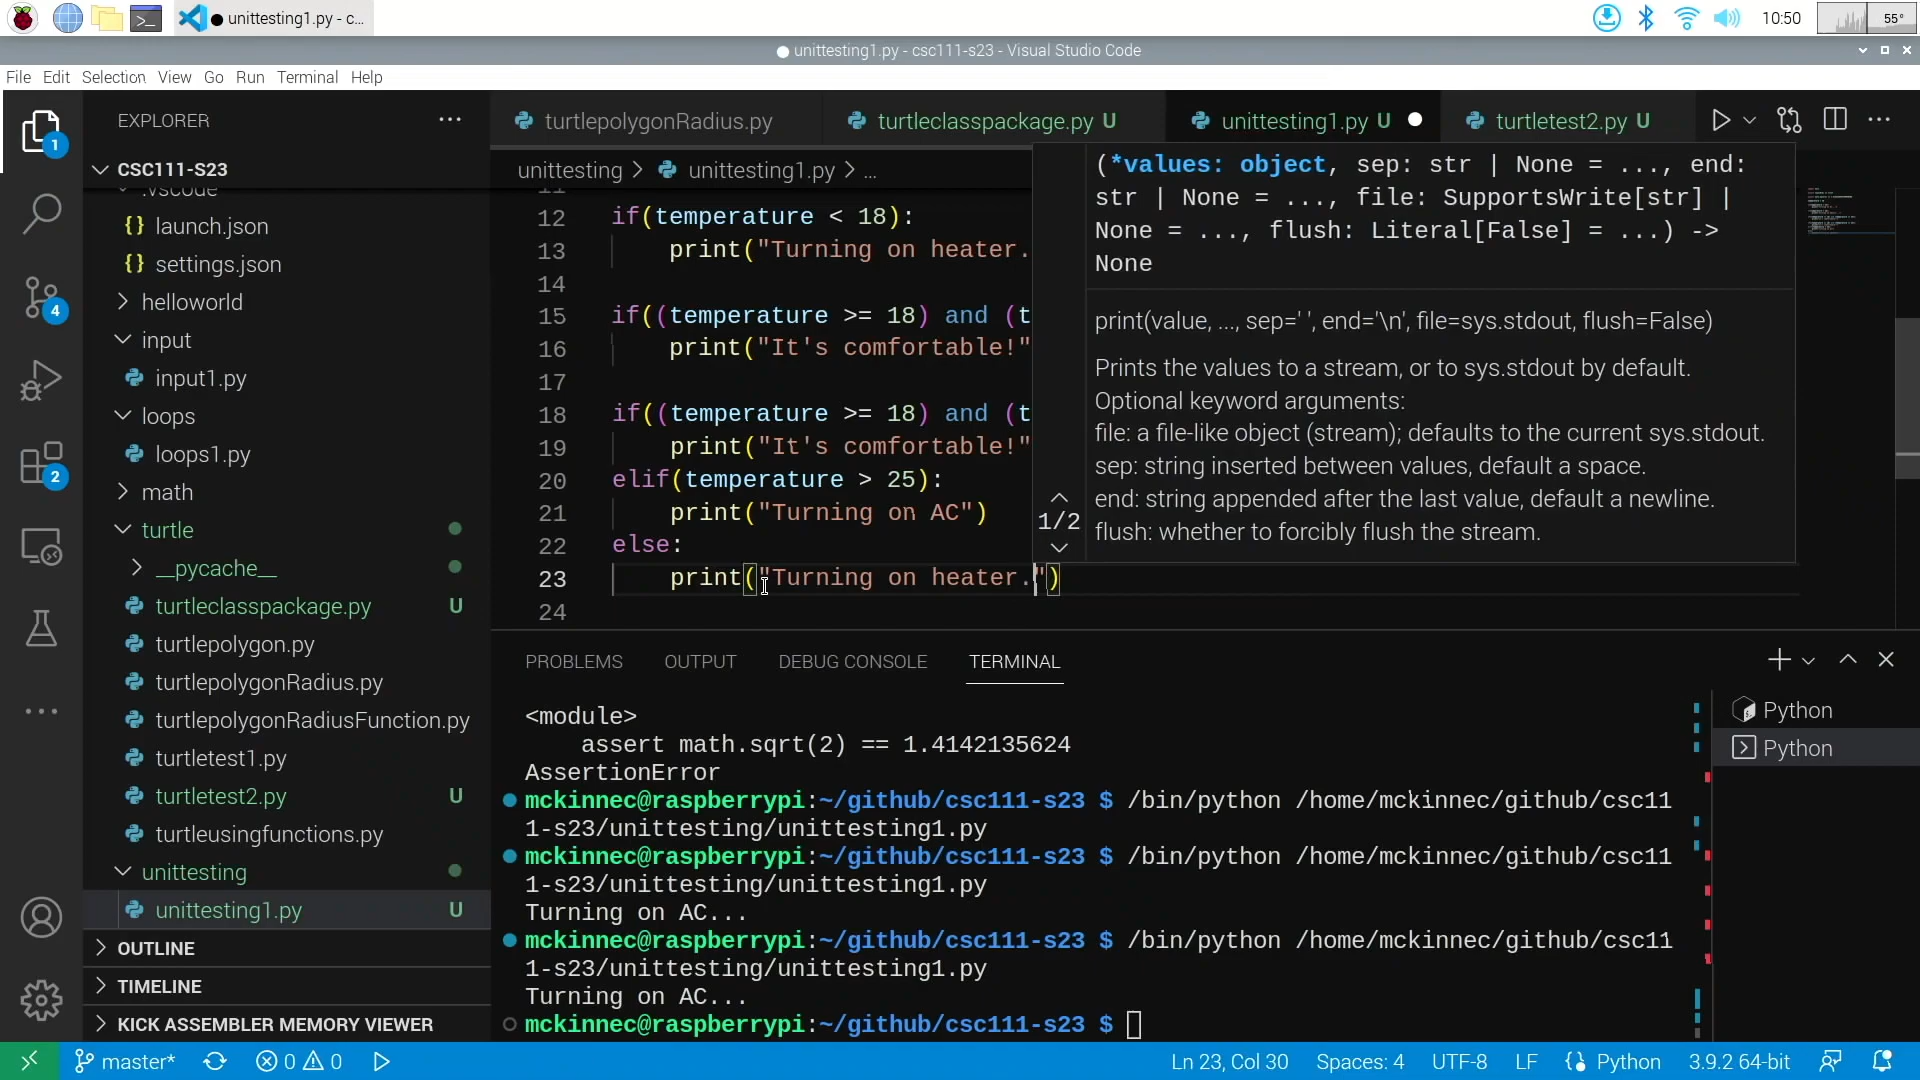 unittesting1.py - c...
10:50
55°
unittesting1.py - csc111-s23 - Visual Studio Code
File Edit Selection View Go Run Terminal Help
EXPLORER
CSC111-S23
.vscode
launch.json
settings.json
helloworld
input
input1.py
loops
loops1.py
math
turtle
__pycache__
turtleclasspackage.py U
turtlepolygon.py
turtlepolygonRadius.py
turtlepolygonRadiusFunction.py
turtletest1.py
turtletest2.py U
turtleusingfunctions.py
unittesting
unittesting1.py U
OUTLINE
TIMELINE
KICK ASSEMBLER MEMORY VIEWER
1
4
2
turtlepolygonRadius.py
turtleclasspackage.py U
unittesting1.py U
turtletest2.py U
unittesting > unittesting1.py > ...
11
12 if(temperature < 18):
13 print("Turning on heater.
14
15 if((temperature >= 18) and (t
16 print("It's comfortable!"
17
18 if((temperature >= 18) and (t
19 print("It's comfortable!"
20 elif(temperature > 25):
21 print("Turning on AC")
22 else:
23 print("Turning on heater.")
24
(*values: object, sep: str | None = ..., end:
str | None = ..., file: SupportsWrite[str] |
None = ..., flush: Literal[False] = ...) ->
None
print(value, ..., sep=' ', end='\n', file=sys.stdout, flush=False)
Prints the values to a stream, or to sys.stdout by default.
Optional keyword arguments:
file: a file-like object (stream); defaults to the current sys.stdout.
sep: string inserted between values, default a space.
end: string appended after the last value, default a newline.
flush: whether to forcibly flush the stream.
1/2
PROBLEMS OUTPUT DEBUG CONSOLE TERMINAL
<module>
assert math.sqrt(2) == 1.4142135624
AssertionError
mckinnec@raspberrypi:~/github/csc111-s23 $ /bin/python /home/mckinnec/github/csc11
1-s23/unittesting/unittesting1.py
mckinnec@raspberrypi:~/github/csc111-s23 $ /bin/python /home/mckinnec/github/csc11
1-s23/unittesting/unittesting1.py
Turning on AC...
mckinnec@raspberrypi:~/github/csc111-s23 $ /bin/python /home/mckinnec/github/csc11
1-s23/unittesting/unittesting1.py
Turning on AC...
mckinnec@raspberrypi:~/github/csc111-s23 $
Python
Python
master* 0 0
Ln 23, Col 30 Spaces: 4 UTF-8 LF {} Python 3.9.2 64-bit